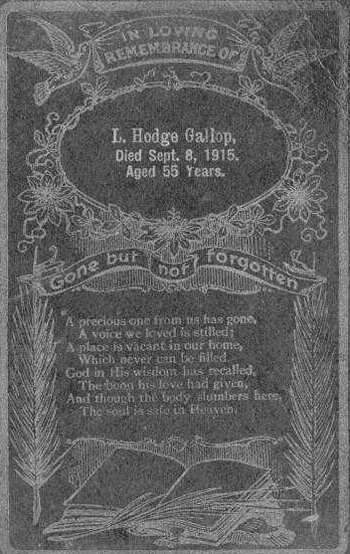 IN LOVING
REMEMBRANCE OF
L. Hodge Gallop,
Died Sept. 8, 1915.
Aged 56 Years.
Gone but not forgotten
"A precious one from us has gone,
A voice we loved is stilled;
A place is vacant in our home,
Which never can be filled.
God in His wisdom has recalled,
The boon his love had given,
And though the body slumbers here,
The soul is safe in Heaven.